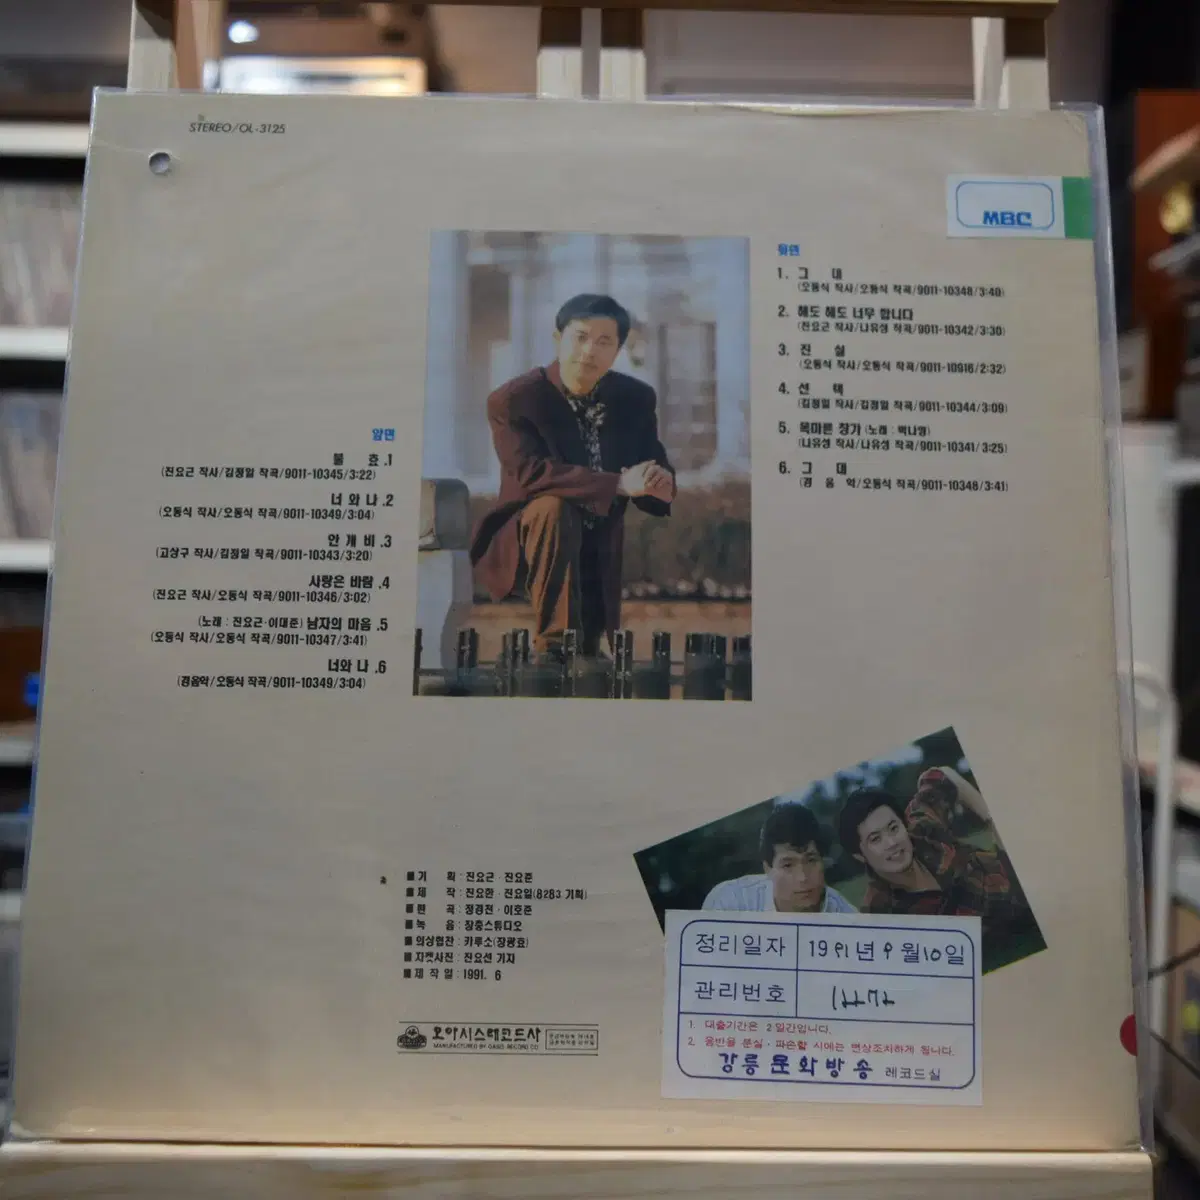 STEREO/OL-3125
MBC
앞면
불 효 .1
(진요근 작사/김정일 작곡/9011-10345/3:22)
너 와 나 .2
(오동식 작사/오동식 작곡/9011-10349/3:04)
안 개 비 .3
(고상구 작사/김정일 작곡/9011-10343/3:20)
사랑은 바람 .4
(진요근 작사/오동식 작곡/9011-10346/3:02)
(노래 : 진요근·이대준) 남자의 마음 .5
(오동식 작사/오동식 작곡/9011-10347/3:41)
너와 나 .6
(경음악/오동식 작곡/9011-10349/3:04)
뒷면
1. 그 대
(오동식 작사/오동식 작곡/9011-10348/3:40)
2. 해도 해도 너무 합니다
(진요근 작사/나유성 작곡/9011-10342/3:30)
3. 진 실
(오동식 작사/오동식 작곡/9011-10916/2:32)
4. 선 택
(김정일 작사/김정일 작곡/9011-10344/3:09)
5. 목마른 장가 (노래 : 박나영)
(나유성 작사/나유성 작곡/9011-10341/3:25)
6. 그 대
(경 음 악/오동식 작곡/9011-10348/3:41)
■기 획 : 진요근 · 진요준
■제 작 : 진요환 · 진요일(8283 기획)
■편 곡 : 정경천 · 이호준
■녹 음 : 장충스튜디오
■의상협찬 : 카루소(장광효)
■자켓사진 : 진요선 기자
■제 작 일 : 1991. 6
오아시스레코드사
MANUFACTURED BY OASIS RECORD CO
정리일자 1991년 9월10일
관리번호 12272
1. 대출기간은 2일간입니다.
2. 음반을 분실 · 파손할 시에는 변상조치하게 됩니다.
강릉문화방송 레코드실